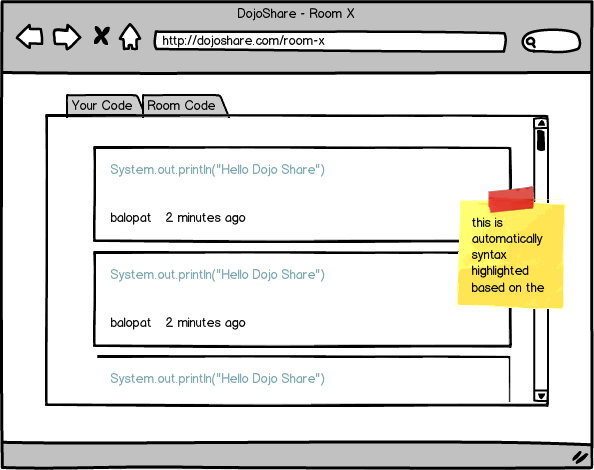 DojoShare - Room X
http://dojoshare.com/room-x
Your Code
Room Code
System.out.println("Hello Dojo Share")
balopat 2 minutes ago
this is
automatically
syntax
highlighted
based on the
System.out.println("Hello Dojo Share")
balopat 2 minutes ago
System.out.println("Hello Dojo Share")